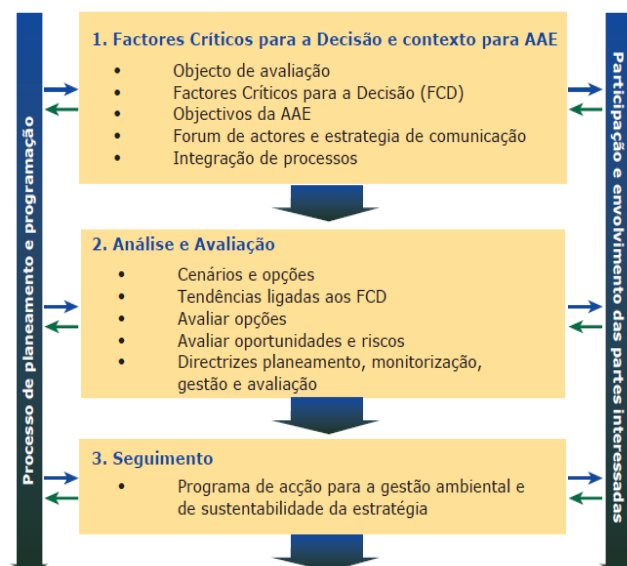 1. Factores Críticos para a Decisão e contexto para AAE
• Objecto de avaliação
• Factores Críticos para a Decisão (FCD)
• Objectivos da AAE
• Forum de actores e estrategia de comunicação
• Integração de processos
2. Análise e Avaliação
• Cenários e opções
• Tendências ligadas aos FCD
• Avaliar opções
• Avaliar oportunidades e riscos
• Directrizes planeamento, monitorização,
gestão e avaliação
3. Seguimento
• Programa de acção para a gestão ambiental e
de sustentabilidade da estratégia
Processo de planeamento e programação
Participação e envolvimento das partes interessadas